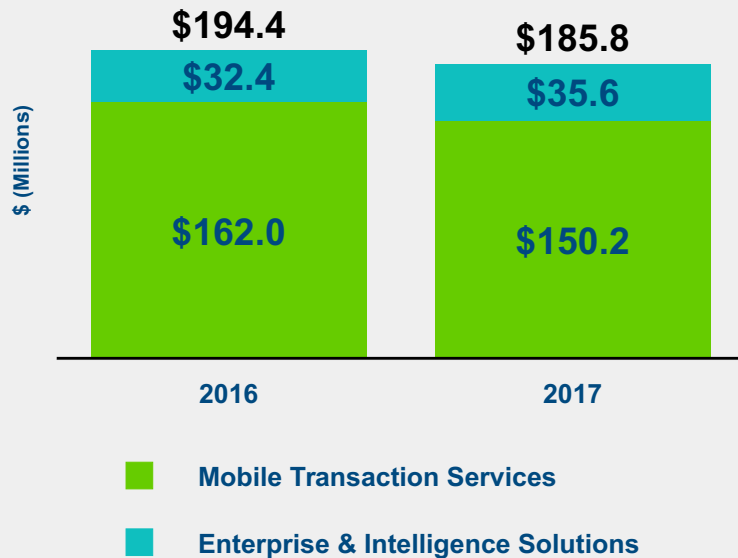 $194.4
$185.8
$32.4
$35.6
$ (Millions)
$162.0
$150.2
2016
2017
Mobile Transaction Services
Enterprise & Intelligence Solutions